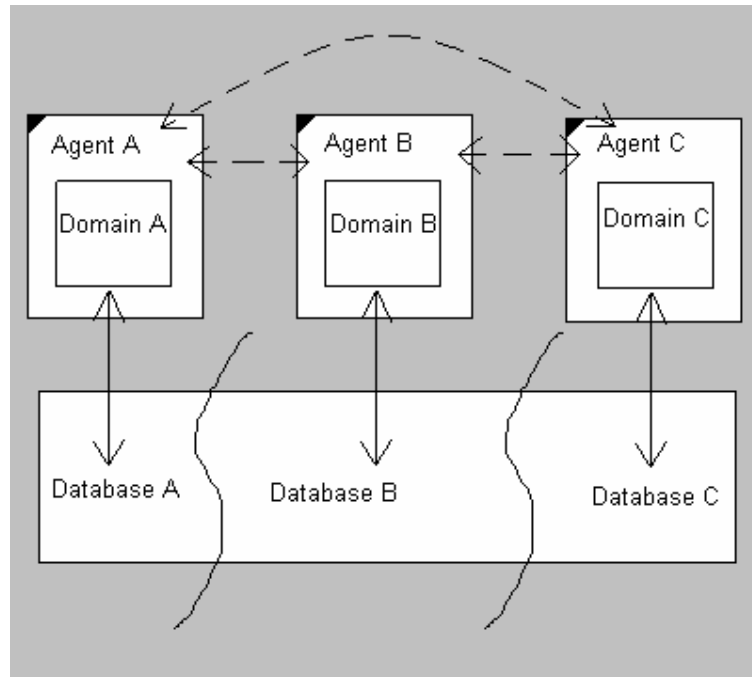 Agent A
Agent B
Agent C
Domain A
Domain B
Domain C
Database A
Database B
Database C